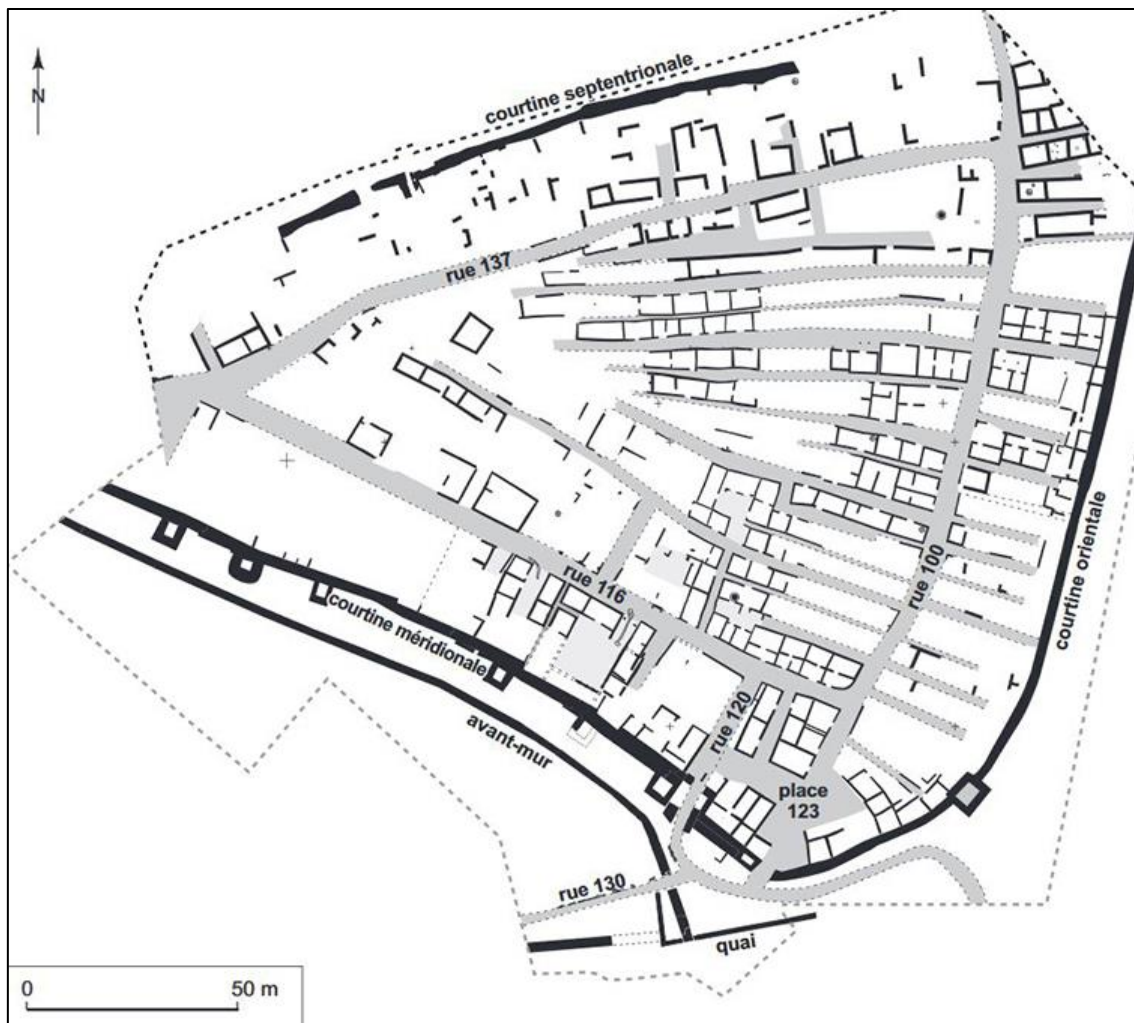 N
courtine septentrionale
rue 137
rue 116
rue 100
courtine orientale
courtine méridionale
avant-mur
rue 120
place
123
rue 130
quai
0 50 m